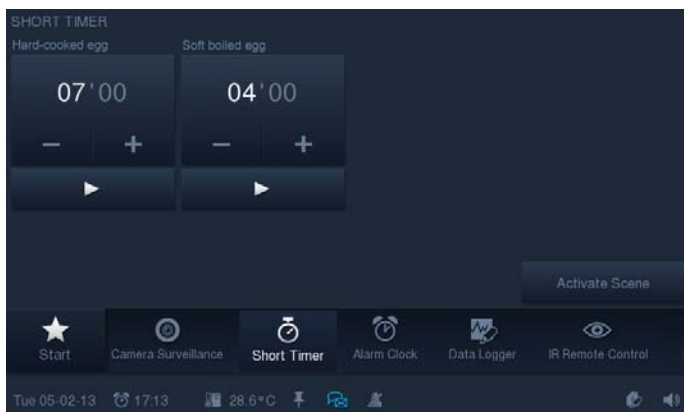 SHORT TIMER
Hard-cooked egg Soft boiled egg
07'00 04'00
− + − +
Activate Scene
Start Camera Surveillance Short Timer Alarm Clock Data Logger IR Remote Control
Tue 05-02-13 17:13 28.6°C